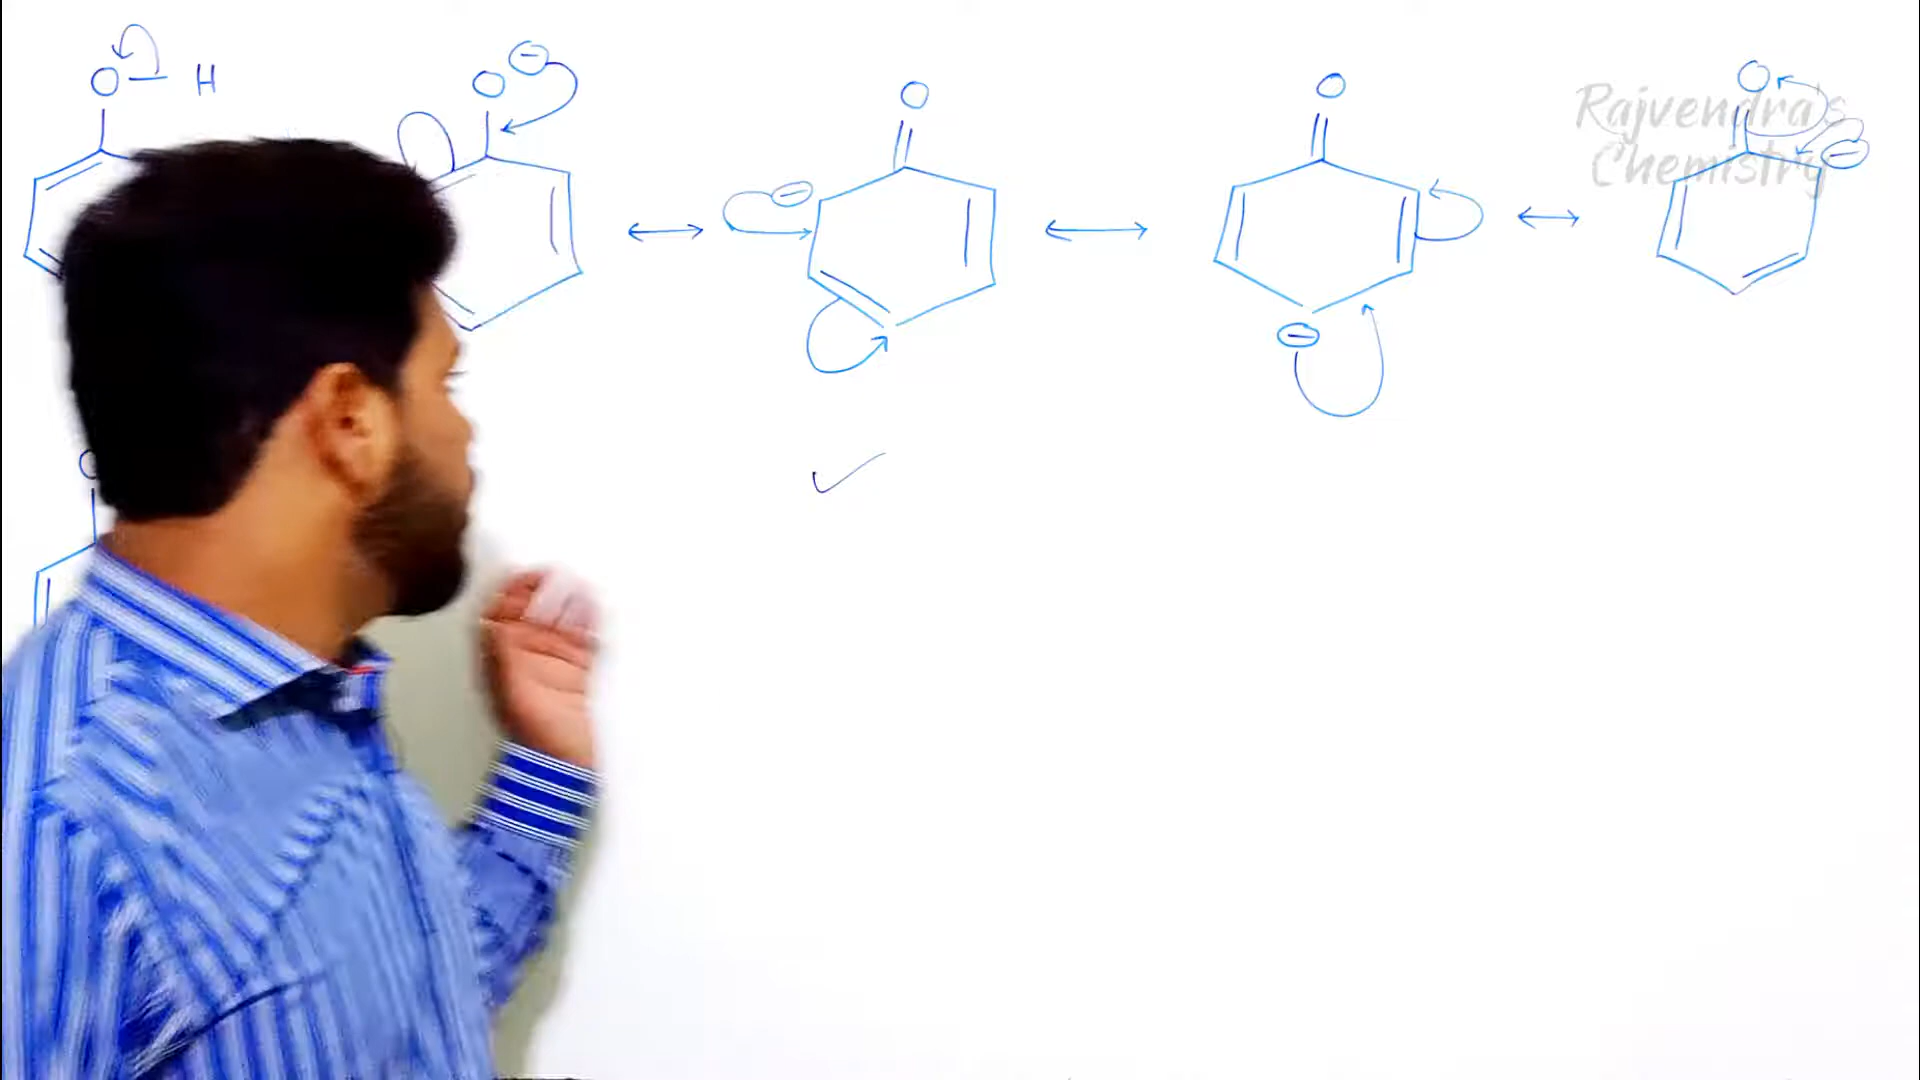 O H
O ⊖
O
O
O
⊖
⊖
⊖
Rajvendra's
Chemistry